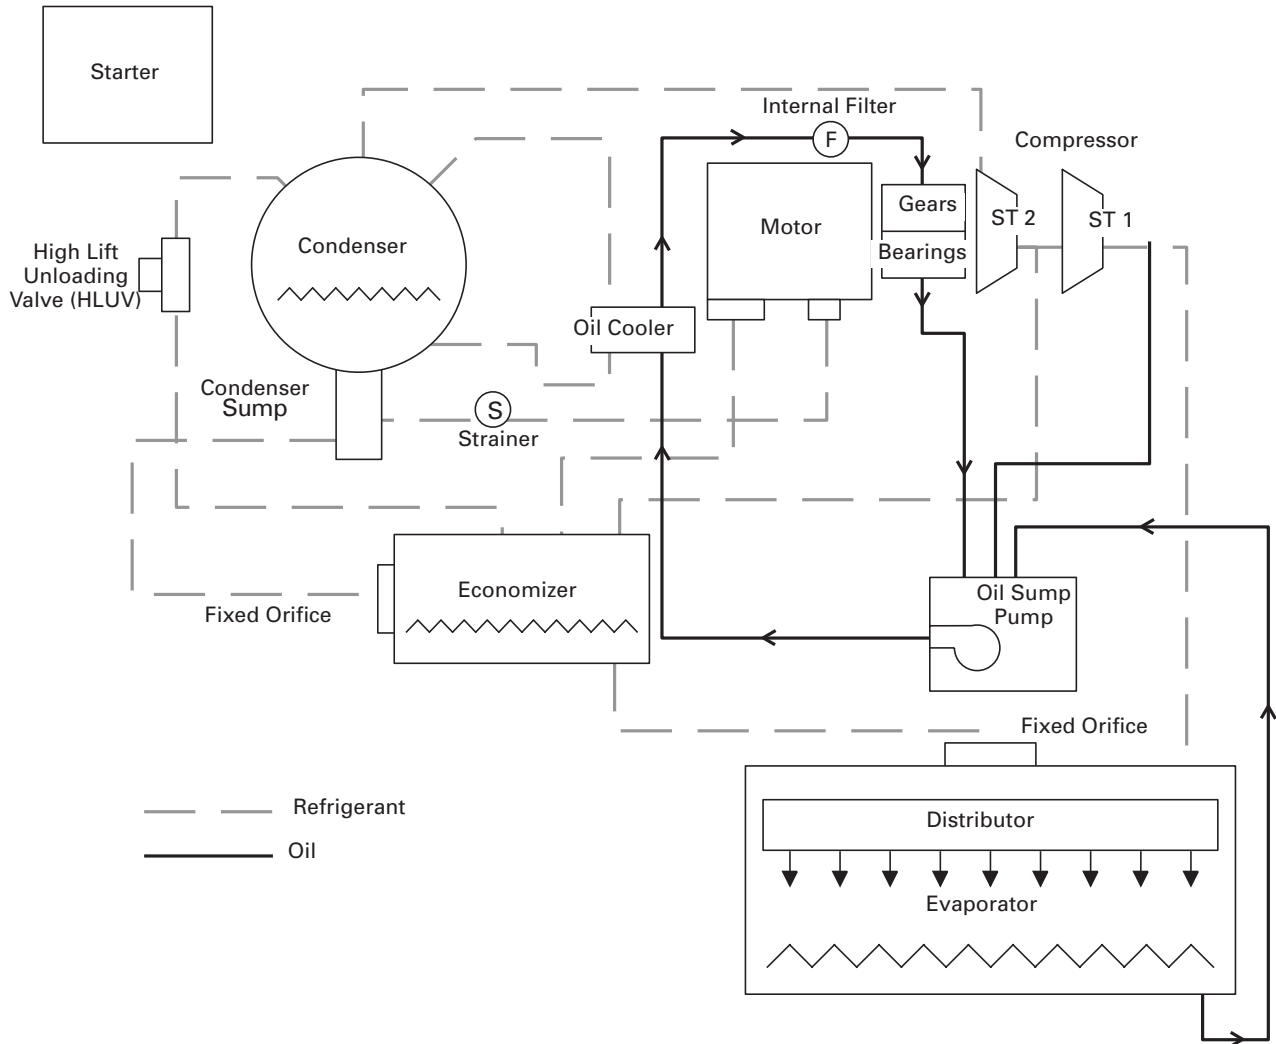 Starter
Internal Filter
F
Compressor
Gears
ST 2
ST 1
Motor
Condenser
Bearings
High Lift
Unloading
Valve (HLUV)
Oil Cooler
Condenser
Sump
S
Strainer
Economizer
Oil Sump
Pump
Fixed Orifice
Fixed Orifice
Refrigerant
Distributor
Oil
Evaporator